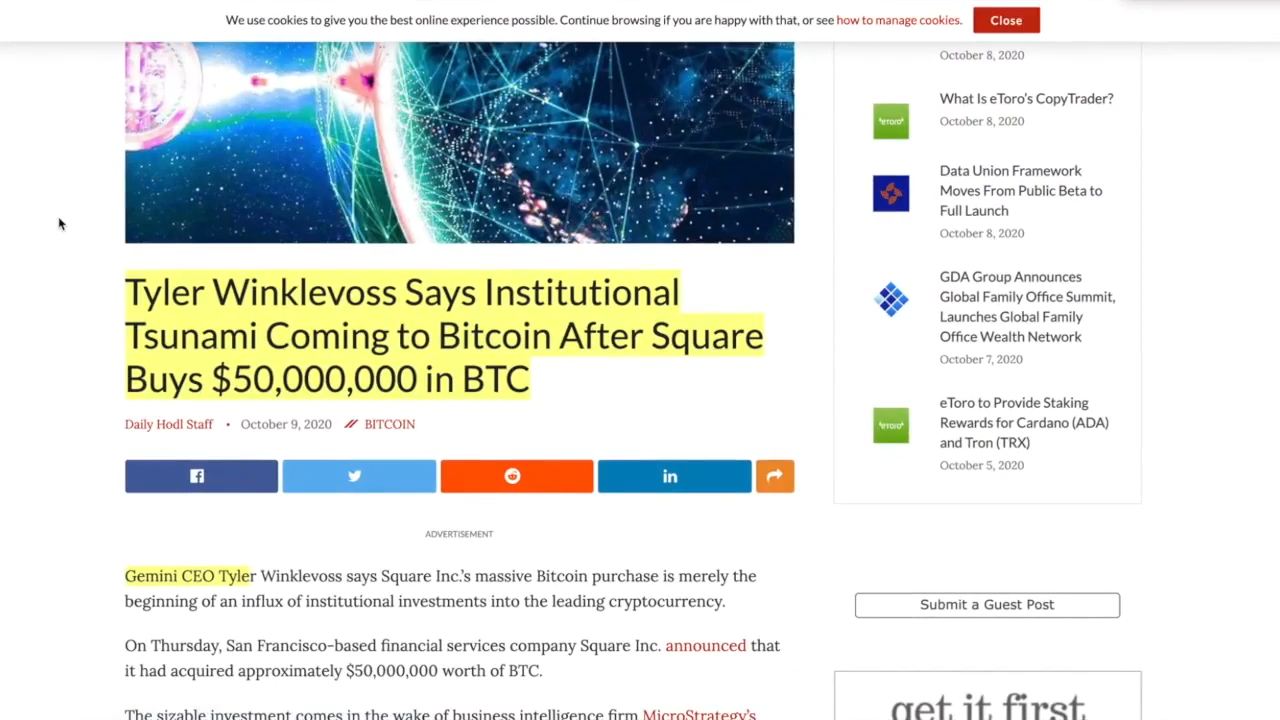 We use cookies to give you the best online experience possible. Continue browsing if you are happy with that, or see how to manage cookies.
Close
Tyler Winklevoss Says Institutional
Tsunami Coming to Bitcoin After Square
Buys $50,000,000 in BTC
Daily Hodl Staff • October 9, 2020 // BITCOIN
ADVERTISEMENT
Gemini CEO Tyler Winklevoss says Square Inc.’s massive Bitcoin purchase is merely the
beginning of an influx of institutional investments into the leading cryptocurrency.
On Thursday, San Francisco-based financial services company Square Inc. announced that
it had acquired approximately $50,000,000 worth of BTC.
The sizable investment comes in the wake of business intelligence firm MicroStrategy’s
October 8, 2020
eToro
What Is eToro’s CopyTrader?
October 8, 2020
Data Union Framework
Moves From Public Beta to
Full Launch
October 8, 2020
GDA Group Announces
Global Family Office Summit,
Launches Global Family
Office Wealth Network
October 7, 2020
eToro
eToro to Provide Staking
Rewards for Cardano (ADA)
and Tron (TRX)
October 5, 2020
Submit a Guest Post
get it first